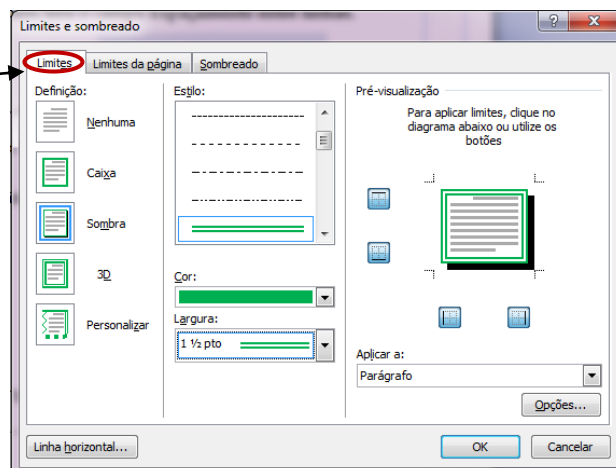 Limites e sombreado
Limites
Limites da página
Sombreado
Definição:
Nenhuma
Caixa
Sombra
3D
Personalizar
Estilo:
Cor:
Largura:
1 ½ pto
Pré-visualização
Para aplicar limites, clique no
diagrama abaixo ou utilize os
botões
Aplicar a:
Parágrafo
Opções...
Linha horizontal...
OK
Cancelar